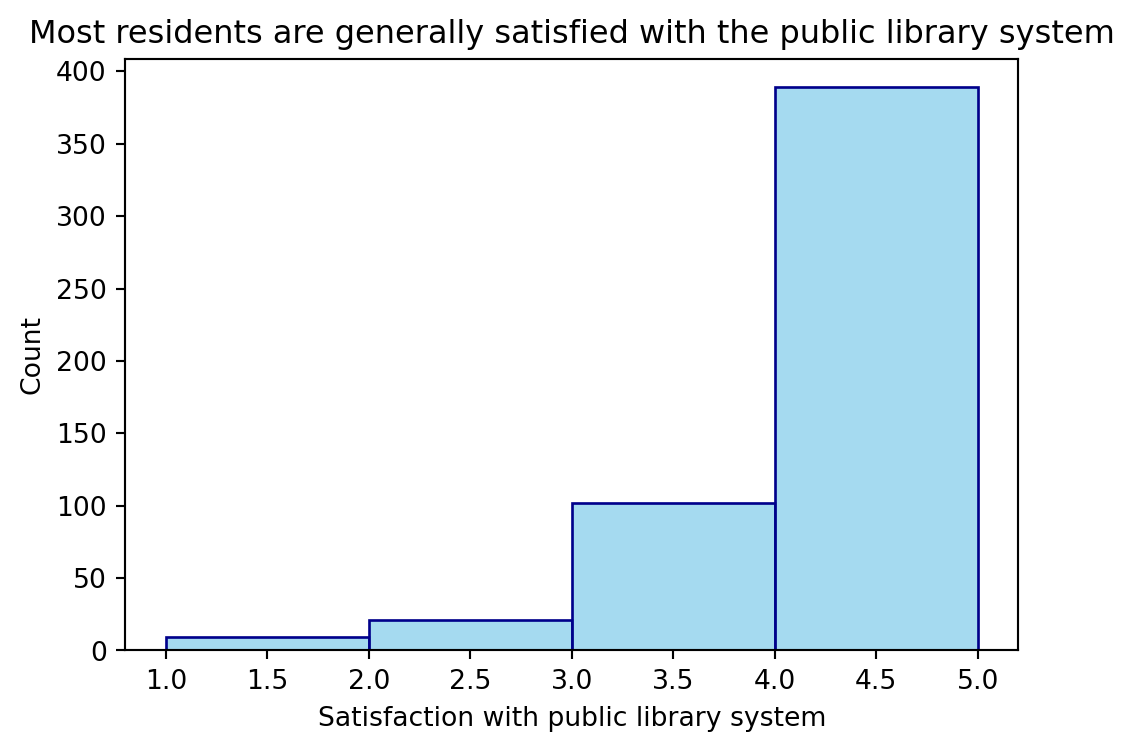 Most residents are generally satisfied with the public library system
400
350
300
250
200
150
100
50
0
Count
1.0 1.5 2.0 2.5 3.0 3.5 4.0 4.5 5.0
Satisfaction with public library system